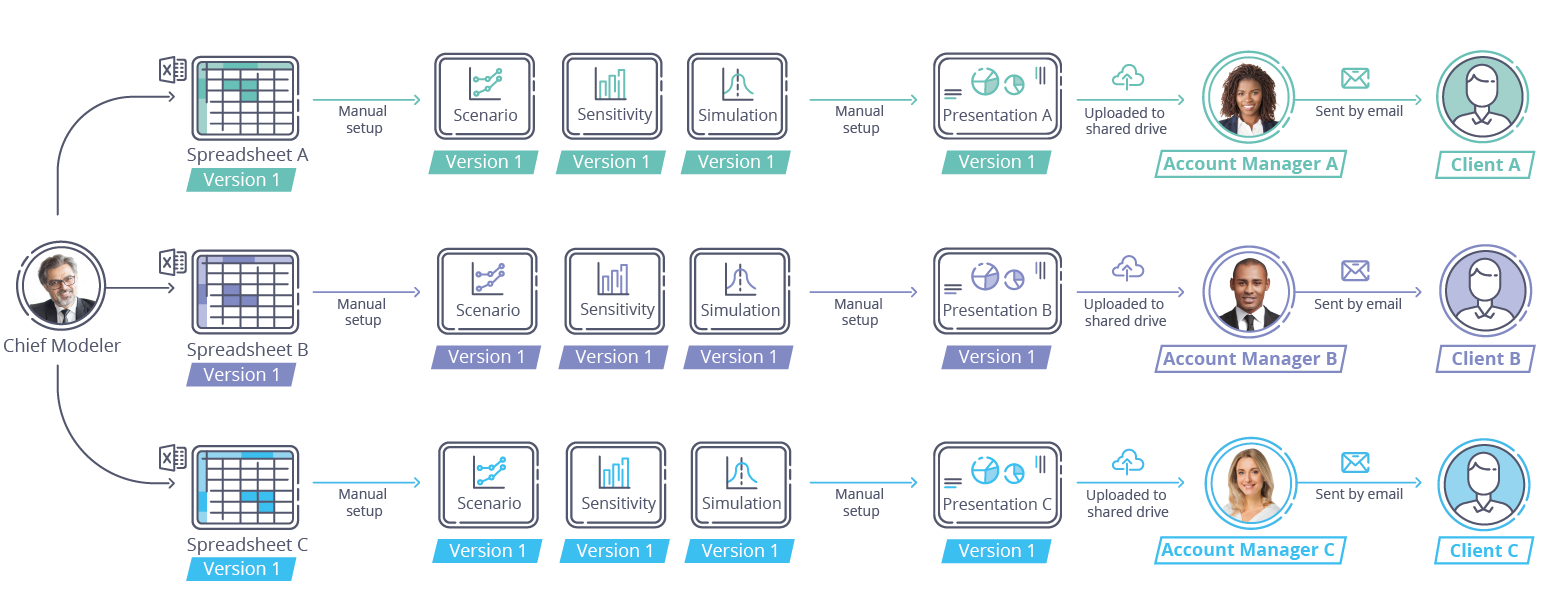 X
Scenario
Sensitivity
Simulation
Presentation A
Manual
setup
Manual
setup
Uploaded to
shared drive
Sent by email
Spreadsheet A
Version 1
Version 1
Version 1
Version 1
Version 1
Account Manager A
Client A
Chief Modeler
X
Scenario
Sensitivity
Simulation
Presentation B
Manual
setup
Manual
setup
Uploaded to
shared drive
Sent by email
Spreadsheet B
Version 1
Version 1
Version 1
Version 1
Version 1
Account Manager B
Client B
X
Scenario
Sensitivity
Simulation
Presentation C
Manual
setup
Manual
setup
Uploaded to
shared drive
Sent by email
Spreadsheet C
Version 1
Version 1
Version 1
Version 1
Version 1
Account Manager C
Client C